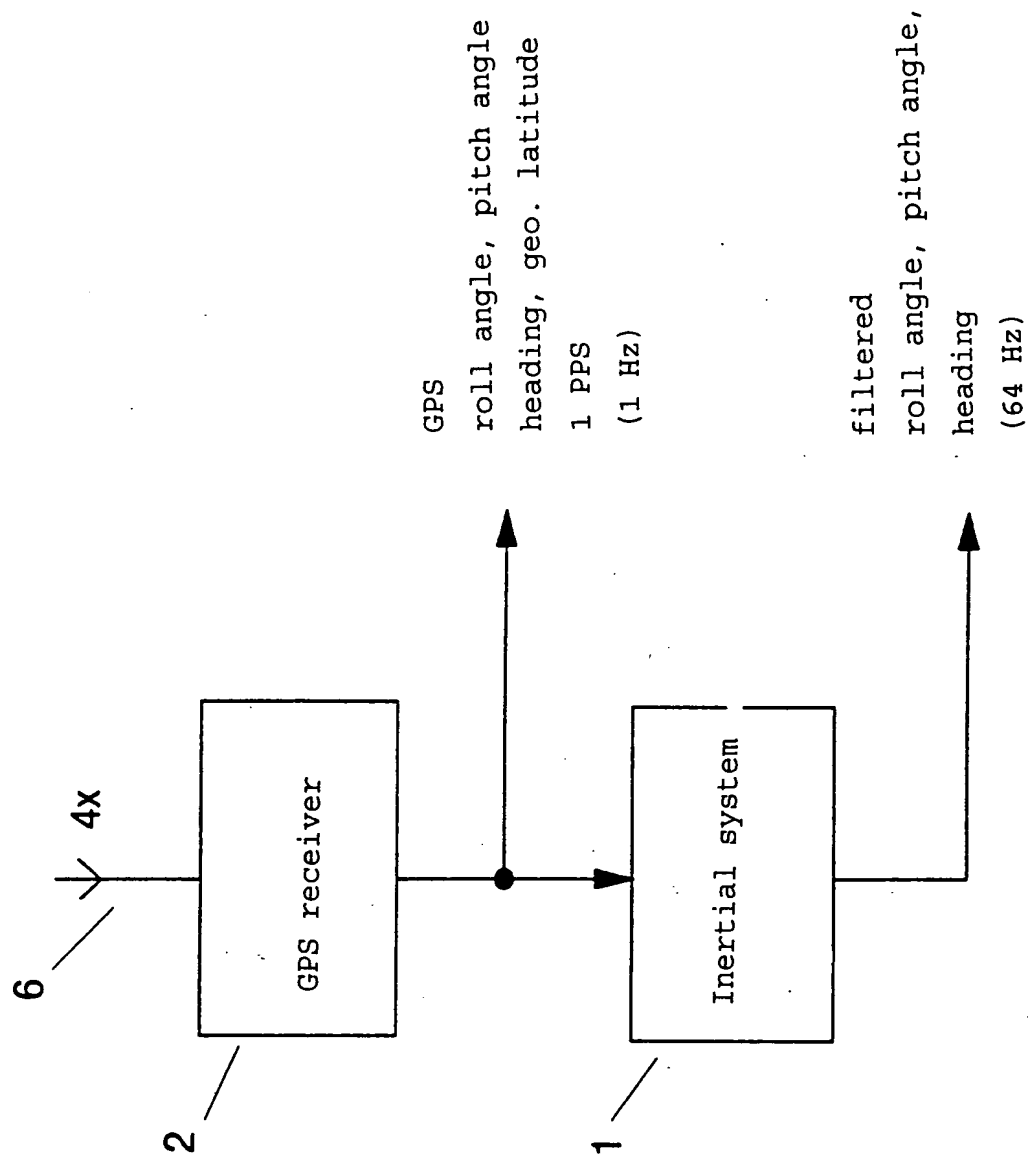 6
4x
2
GPS receiver
GPS
roll angle, pitch angle
heading, geo. latitude
1 PPS
(1 Hz)
1
Inertial system
filtered
roll angle, pitch angle,
heading
(64 Hz)